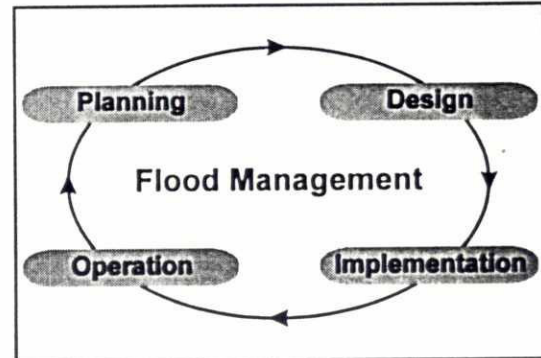 Planning
Design
Flood Management
Operation
Implementation